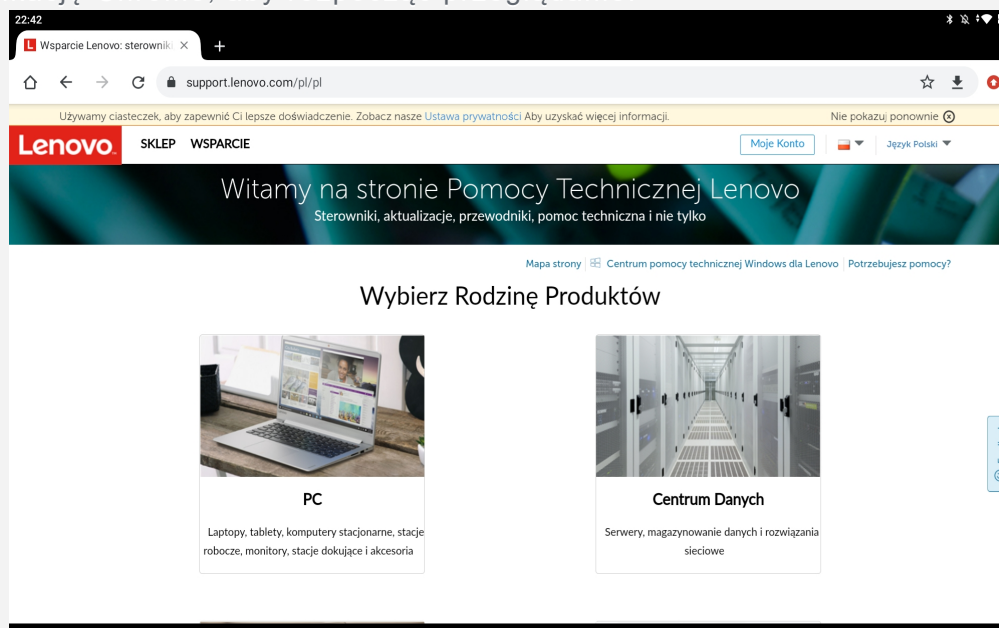 22:42
Wsparcie Lenovo: sterowniki
support.lenovo.com/pl/pl
Używamy ciasteczek, aby zapewnić Ci lepsze doświadczenie. Zobacz nasze Ustawa prywatności Aby uzyskać więcej informacji.
Nie pokazuj ponownie
Lenovo
SKLEP WSPARCIE
Moje Konto
Język Polski
Witamy na stronie Pomocy Technicznej Lenovo
Sterowniki, aktualizacje, przewodniki, pomoc techniczna i nie tylko
Mapa strony Centrum pomocy technicznej Windows dla Lenovo Potrzebujesz pomocy?
Wybierz Rodzinę Produktów
PC
Laptopy, tablety, komputery stacjonarne, stacje
robocze, monitory, stacje dokujące i akcesoria
Centrum Danych
Serwery, magazynowanie danych i rozwiązania
sieciowe